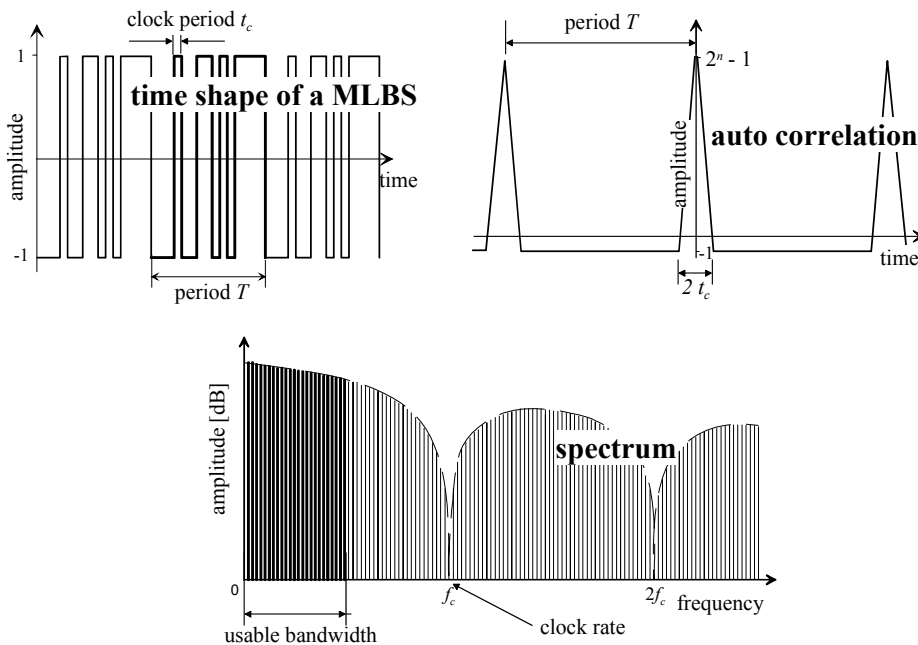 clock period t_c
1
time shape of a MLBS
amplitude
time
-1
period T
period T
2^n - 1
auto correlation
amplitude
-1
time
2 t_c
amplitude [dB]
spectrum
0
f_c
2f_c
frequency
usable bandwidth
clock rate